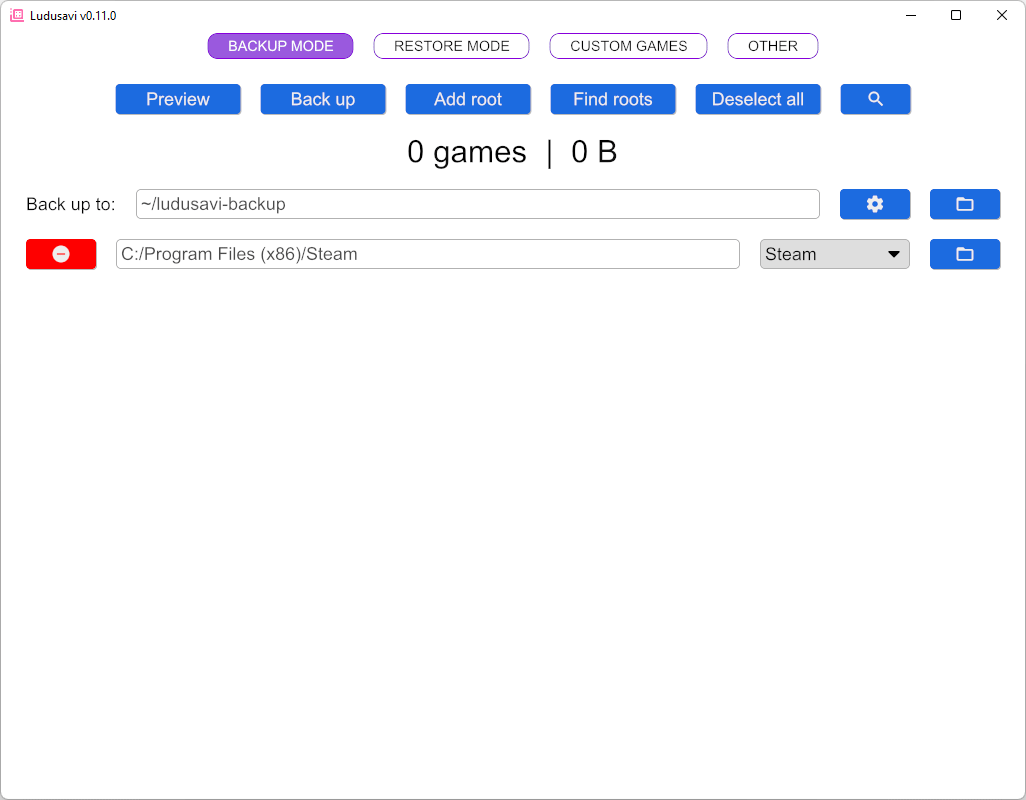 Ludusavi v0.11.0
BACKUP MODE RESTORE MODE CUSTOM GAMES OTHER
Preview Back up Add root Find roots Deselect all
0 games | 0 B
Back up to: ~/ludusavi-backup
C:/Program Files (x86)/Steam Steam